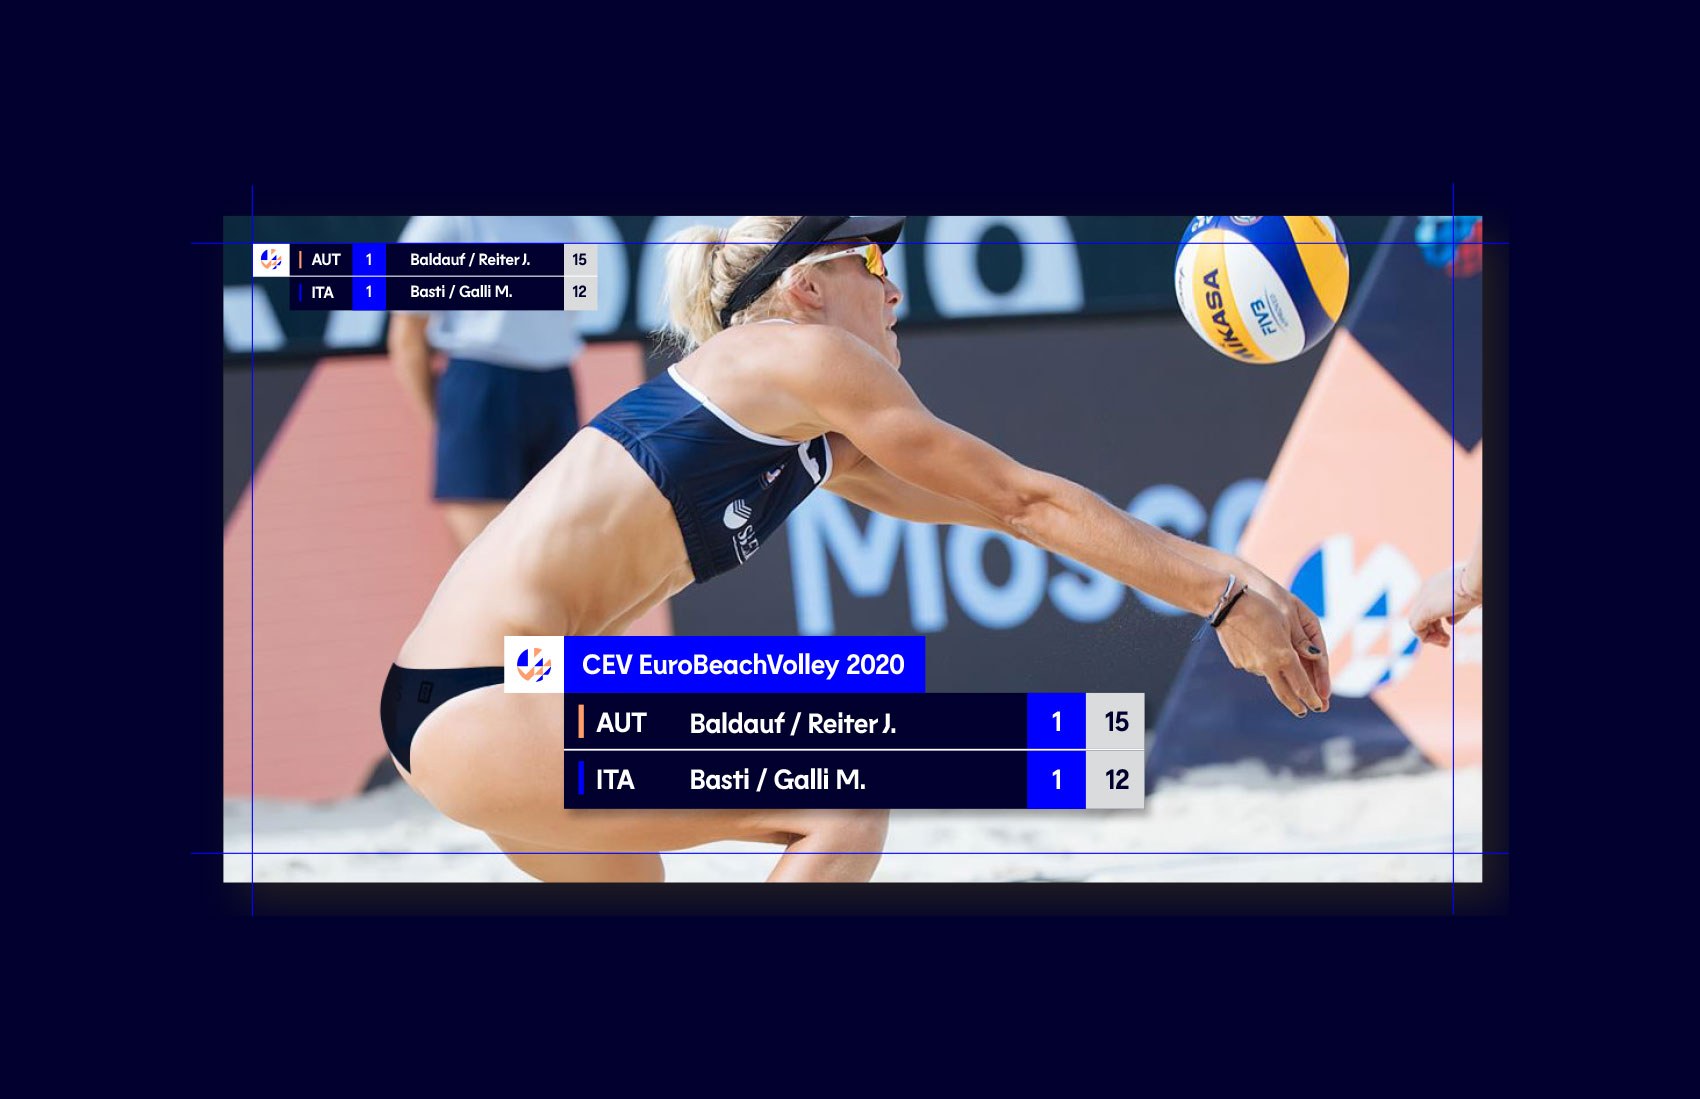 AUT 1 Baldauf / Reiter J. 15
ITA 1 Basti / Galli M. 12
MIKASA
FIVB
CEV EuroBeachVolley 2020
AUT Baldauf / Reiter J. 1 15
ITA Basti / Galli M. 1 12